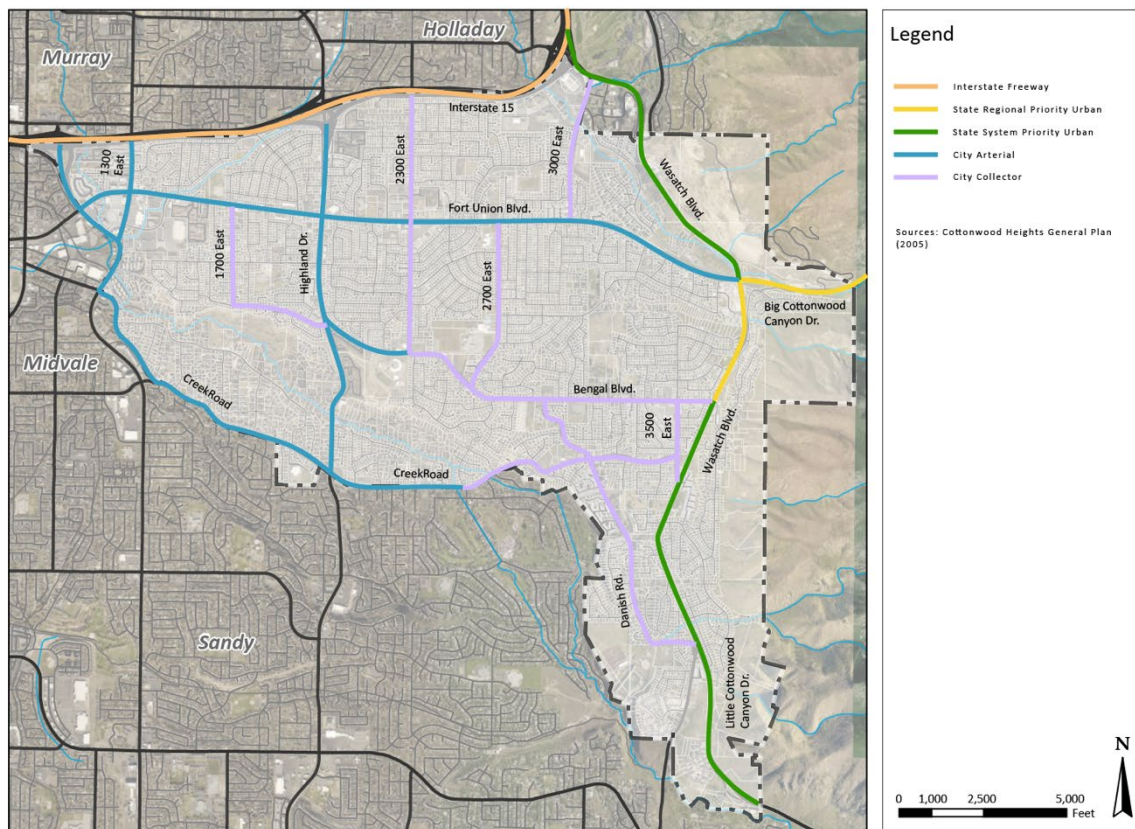 Holladay
Murray
Interstate 15
1300
East
2300 East
3000 East
Wasatch Blvd.
Fort Union Blvd.
1700 East
Highland Dr.
2700 East
Big Cottonwood
Canyon Dr.
Midvale
CreekRoad
Bengal Blvd.
3500
East
Wasatch Blvd.
CreekRoad
Danish Rd.
Sandy
Little Cottonwood
Canyon Dr.
Legend
Interstate Freeway
State Regional Priority Urban
State System Priority Urban
City Arterial
City Collector
Sources: Cottonwood Heights General Plan
(2005)
N
0 1,000 2,500 5,000
Feet